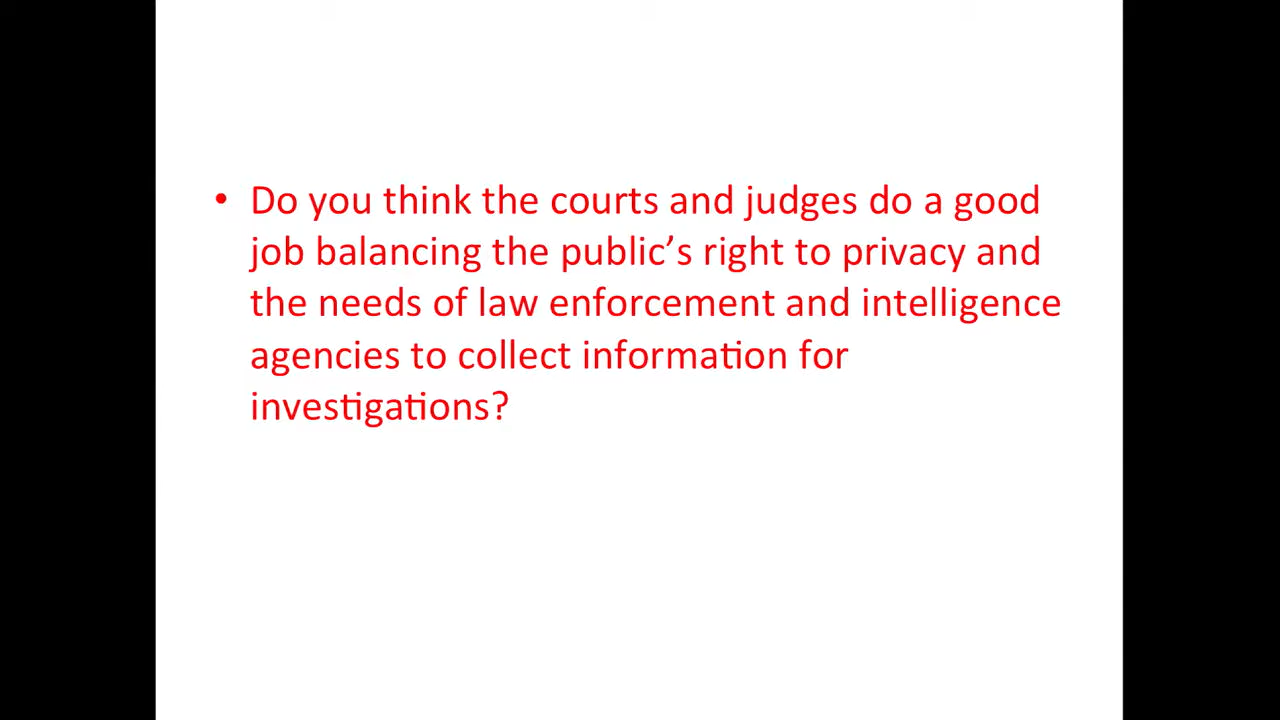 • Do you think the courts and judges do a good
job balancing the public’s right to privacy and
the needs of law enforcement and intelligence
agencies to collect information for
investigations?